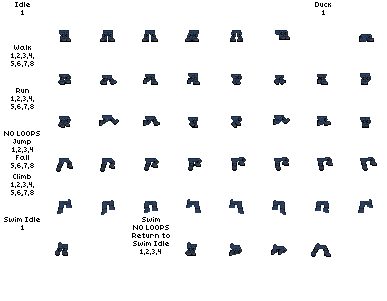 Idle
1
Duck
1
Walk
1,2,3,4,
5,6,7,8
Run
1,2,3,4,
5,6,7,8
NO LOOPS
Jump
1,2,3,4
Fall
5,6,7,8
Climb
1,2,3,4,
5,6,7,8
Swim Idle
1
Swim
NO LOOPS
Return to
Swim Idle
1,2,3,4